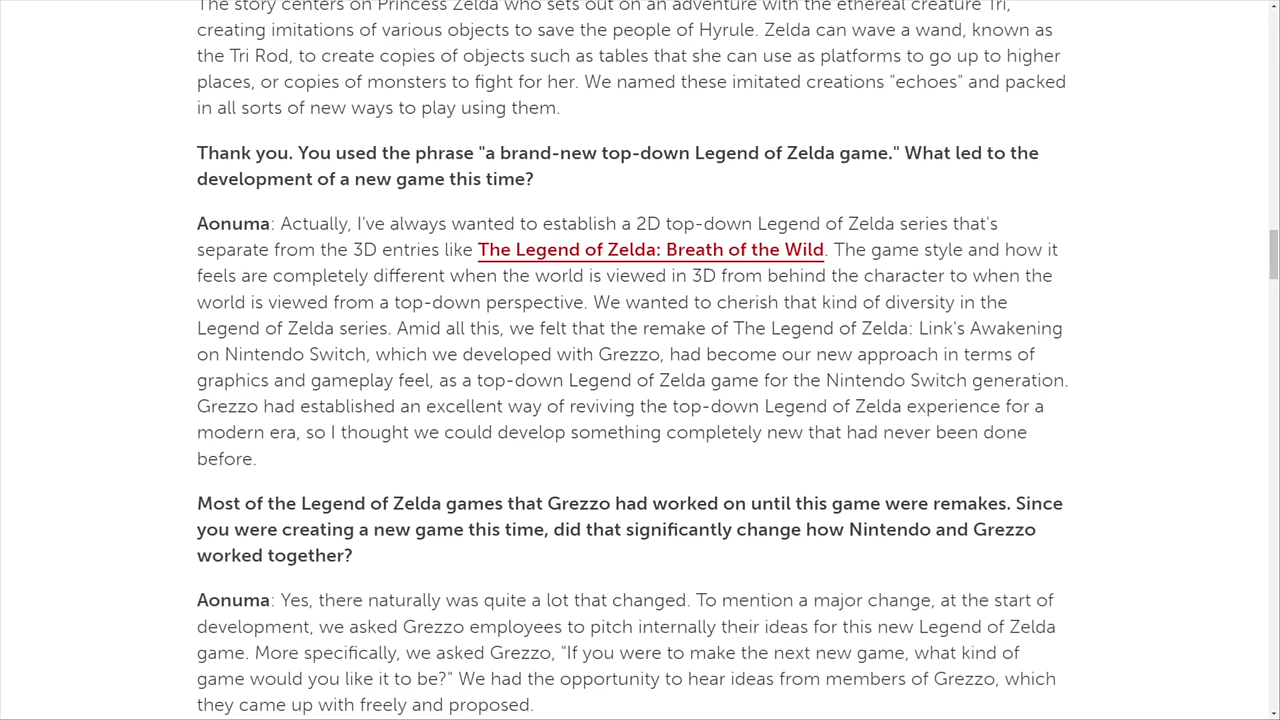 The story centers on Princess Zelda who sets out on an adventure with the ethereal creature Tri,
creating imitations of various objects to save the people of Hyrule. Zelda can wave a wand, known as
the Tri Rod, to create copies of objects such as tables that she can use as platforms to go up to higher
places, or copies of monsters to fight for her. We named these imitated creations "echoes" and packed
in all sorts of new ways to play using them.
Thank you. You used the phrase "a brand-new top-down Legend of Zelda game." What led to the
development of a new game this time?
Aonuma: Actually, I've always wanted to establish a 2D top-down Legend of Zelda series that's
separate from the 3D entries like The Legend of Zelda: Breath of the Wild. The game style and how it
feels are completely different when the world is viewed in 3D from behind the character to when the
world is viewed from a top-down perspective. We wanted to cherish that kind of diversity in the
Legend of Zelda series. Amid all this, we felt that the remake of The Legend of Zelda: Link's Awakening
on Nintendo Switch, which we developed with Grezzo, had become our new approach in terms of
graphics and gameplay feel, as a top-down Legend of Zelda game for the Nintendo Switch generation.
Grezzo had established an excellent way of reviving the top-down Legend of Zelda experience for a
modern era, so I thought we could develop something completely new that had never been done
before.
Most of the Legend of Zelda games that Grezzo had worked on until this game were remakes. Since
you were creating a new game this time, did that significantly change how Nintendo and Grezzo
worked together?
Aonuma: Yes, there naturally was quite a lot that changed. To mention a major change, at the start of
development, we asked Grezzo employees to pitch internally their ideas for this new Legend of Zelda
game. More specifically, we asked Grezzo, "If you were to make the next new game, what kind of
game would you like it to be?" We had the opportunity to hear ideas from members of Grezzo, which
they came up with freely and proposed.